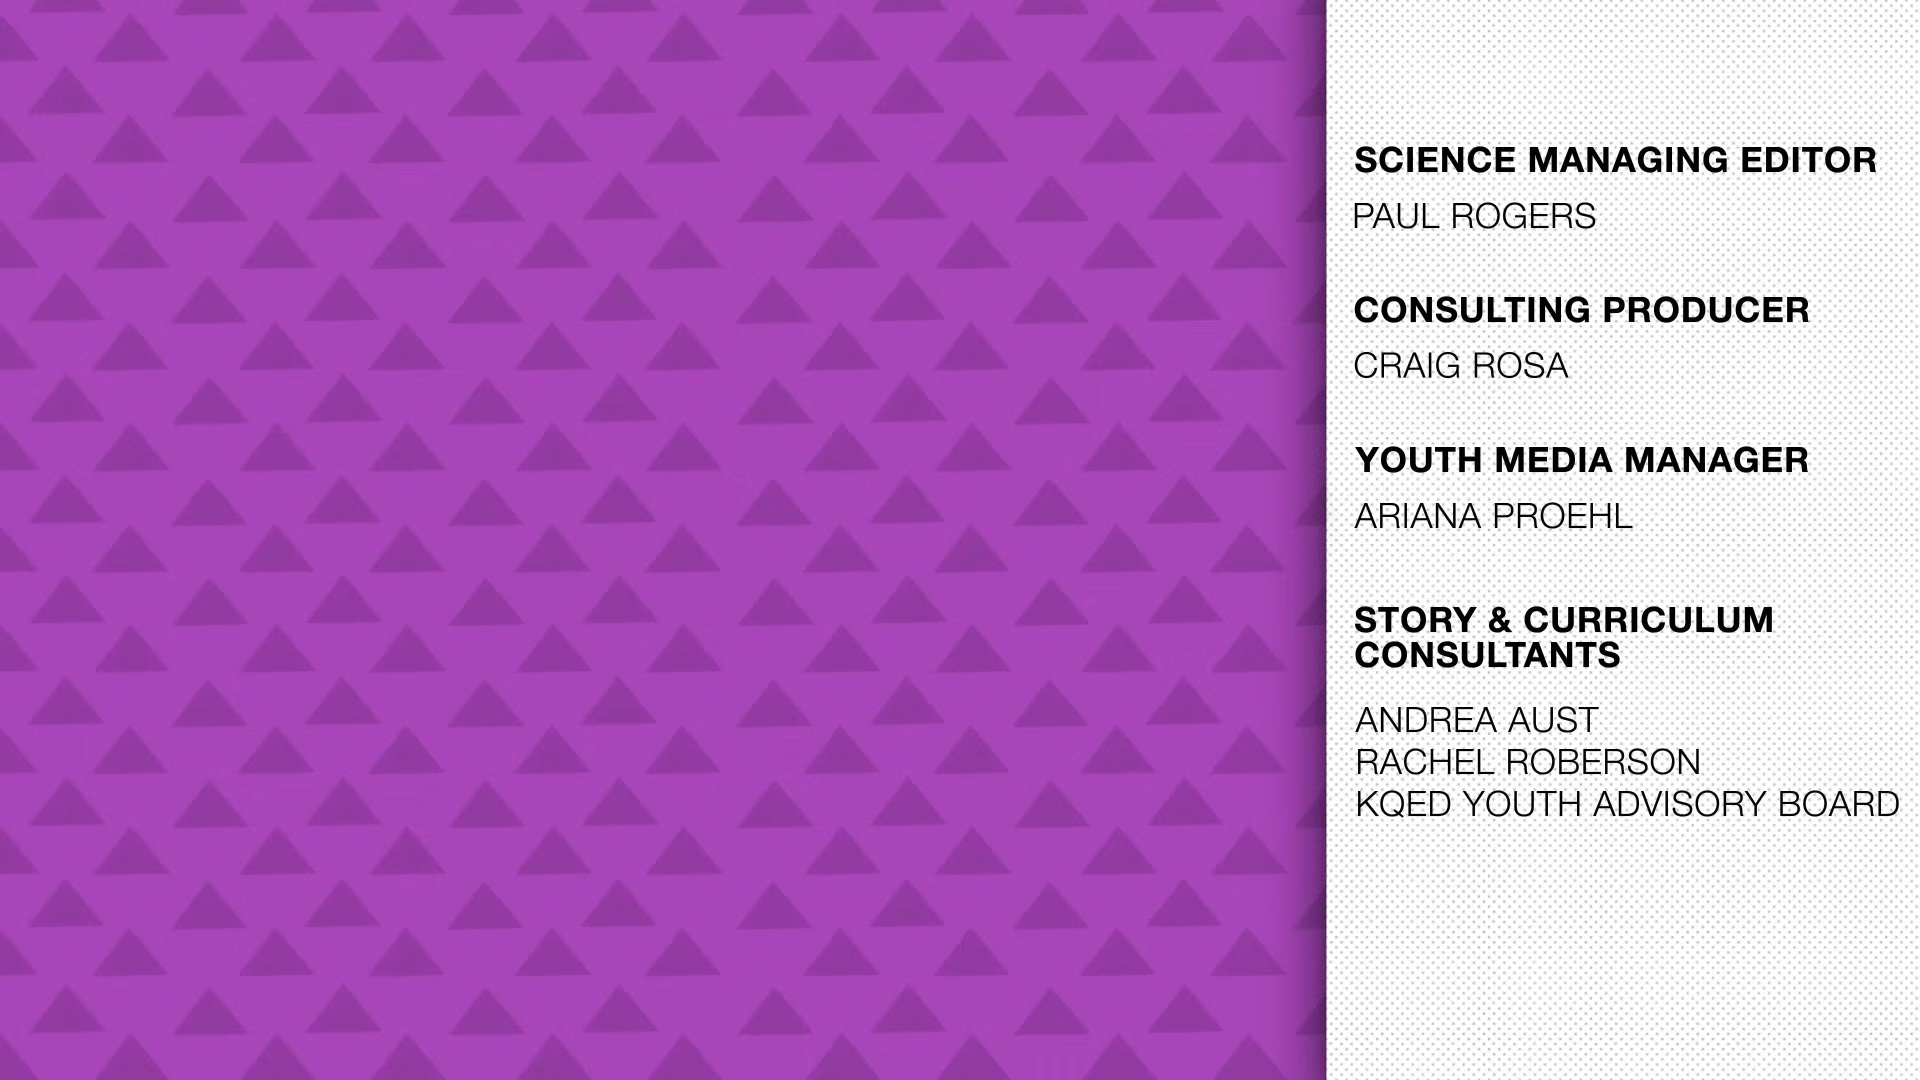 SCIENCE MANAGING EDITOR
PAUL ROGERS
CONSULTING PRODUCER
CRAIG ROSA
YOUTH MEDIA MANAGER
ARIANA PROEHL
STORY & CURRICULUM
CONSULTANTS
ANDREA AUST
RACHEL ROBERSON
KQED YOUTH ADVISORY BOARD